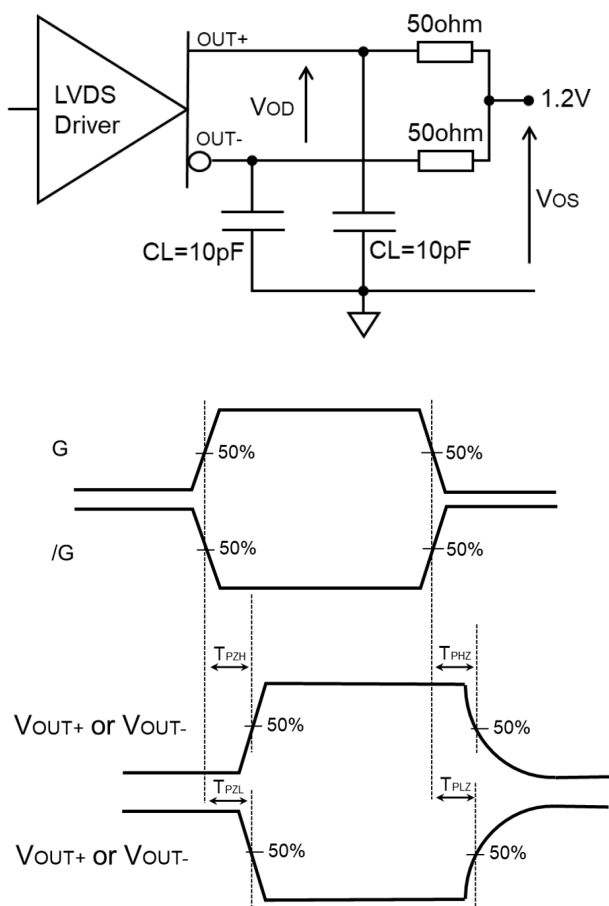 50ohm
OUT+
LVDS
Driver
VOD
1.2V
50ohm
OUT-
VOS
CL=10pF
CL=10pF
G
50%
50%
/G
50%
50%
TPZH
TPHZ
VOUT+ or VOUT-
50%
50%
TPZL
TPLZ
VOUT+ or VOUT-
50%
50%